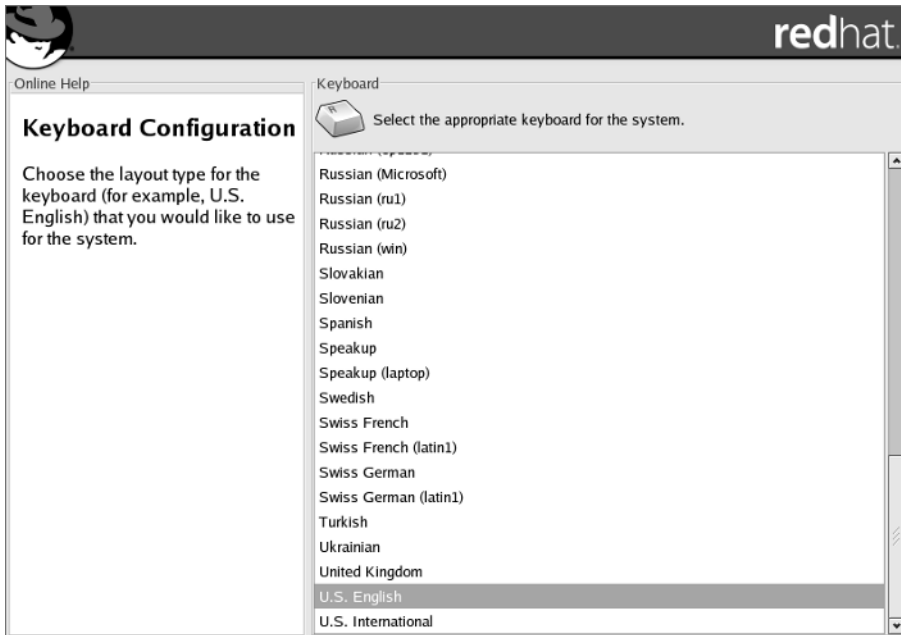 redhat.
Online Help
Keyboard Configuration
Choose the layout type for the
keyboard (for example, U.S.
English) that you would like to use
for the system.
Keyboard
R
Select the appropriate keyboard for the system.
Russian (Microsoft)
Russian (ru1)
Russian (ru2)
Russian (win)
Slovakian
Slovenian
Spanish
Speakup
Speakup (laptop)
Swedish
Swiss French
Swiss French (latin1)
Swiss German
Swiss German (latin1)
Turkish
Ukrainian
United Kingdom
U.S. English
U.S. International